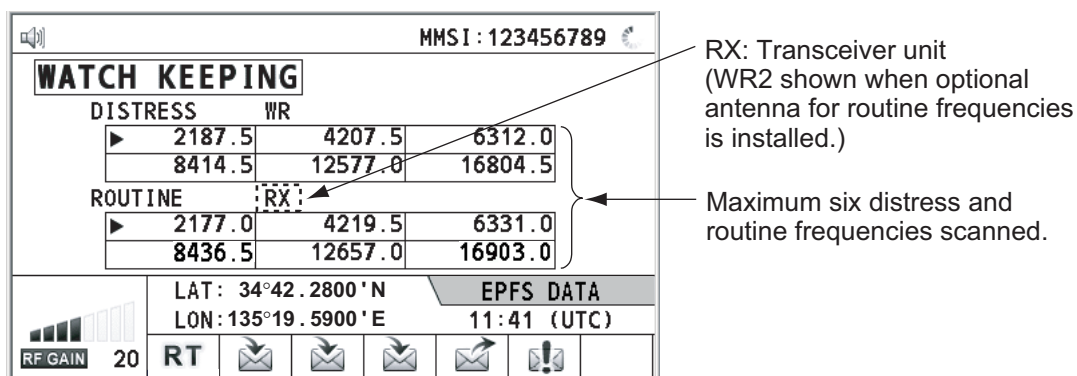 MMSI:123456789
WATCH KEEPING
DISTRESS WR
2187.5 4207.5 6312.0
8414.5 12577.0 16804.5
ROUTINE RX
2177.0 4219.5 6331.0
8436.5 12657.0 16903.0
LAT: 34°42.2800'N EPFS DATA
LON:135°19.5900'E 11:41 (UTC)
RF GAIN 20 RT
RX: Transceiver unit
(WR2 shown when optional
antenna for routine frequencies
is installed.)
Maximum six distress and
routine frequencies scanned.